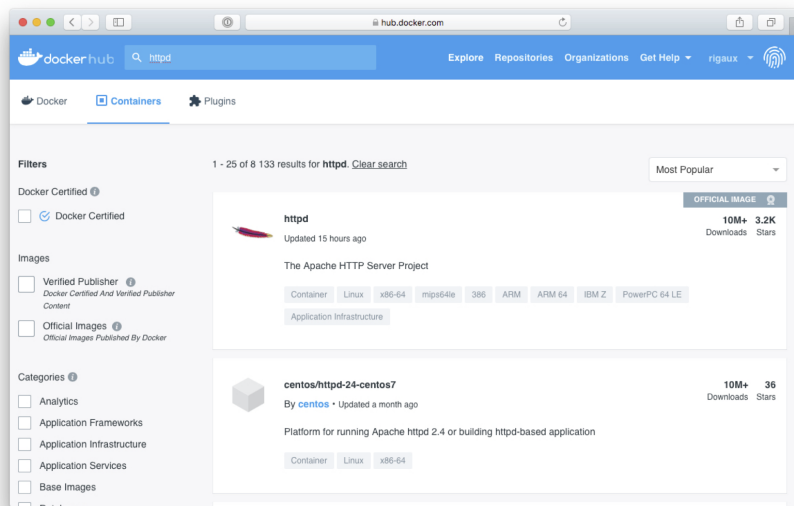 hub.docker.com
dockerhub
httpd
Explore Repositories Organizations Get Help rigaux
Docker Containers Plugins
Filters
1 - 25 of 8 133 results for httpd. Clear search
Most Popular
Docker Certified
Docker Certified
Images
Verified Publisher
Docker Certified And Verified Publisher
Content
Official Images
Official Images Published By Docker
Categories
Analytics
Application Frameworks
Application Infrastructure
Application Services
Base Images
OFFICIAL IMAGE
httpd
10M+ 3.2K
Updated 15 hours ago
Downloads Stars
The Apache HTTP Server Project
Container Linux x86-64 mips64le 386 ARM ARM 64 IBM Z PowerPC 64 LE
Application Infrastructure
centos/httpd-24-centos7
10M+ 36
By centos • Updated a month ago
Downloads Stars
Platform for running Apache httpd 2.4 or building httpd-based application
Container Linux x86-64